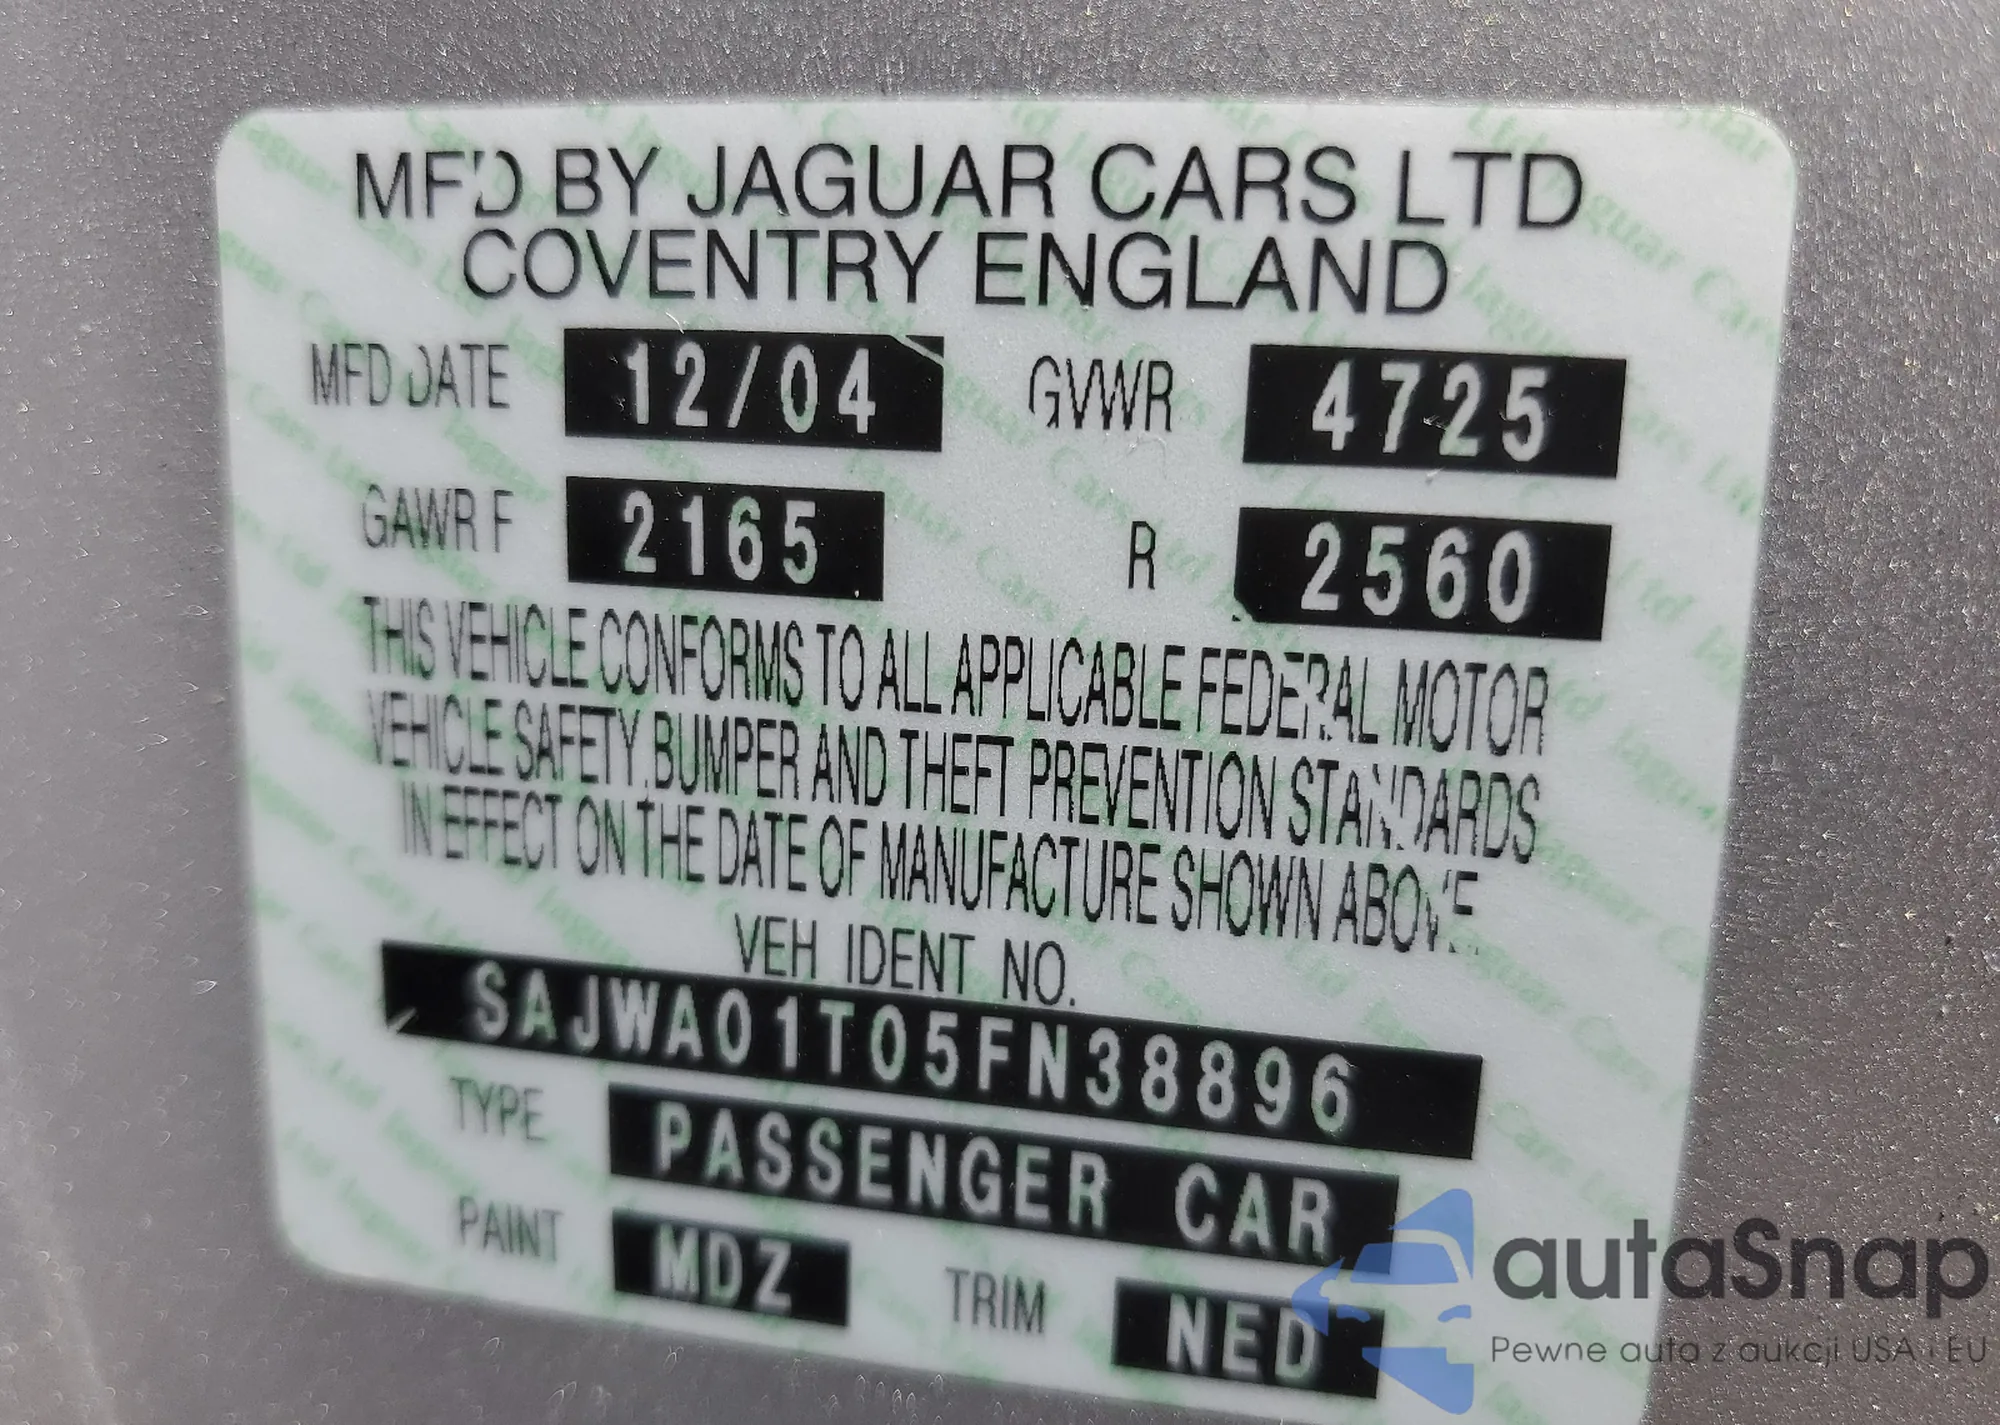 MF'D BY JAGUAR CARS LTD
COVENTRY ENGLAND
MFD DATE 12/04 GVWR 4725
GAWR F 2165 R 2560
THIS VEHICLE CONFORMS TO ALL APPLICABLE FEDERAL MOTOR
VEHICLE SAFETY, BUMPER AND THEFT PREVENTION STANDARDS
IN EFFECT ON THE DATE OF MANUFACTURE SHOWN ABOVE.
VEH IDENT NO.
SAJWA01T05FN38896
TYPE PASSENGER CAR
PAINT MDZ TRIM NED
autaSnap
Pewne auta z aukcji USA i EU